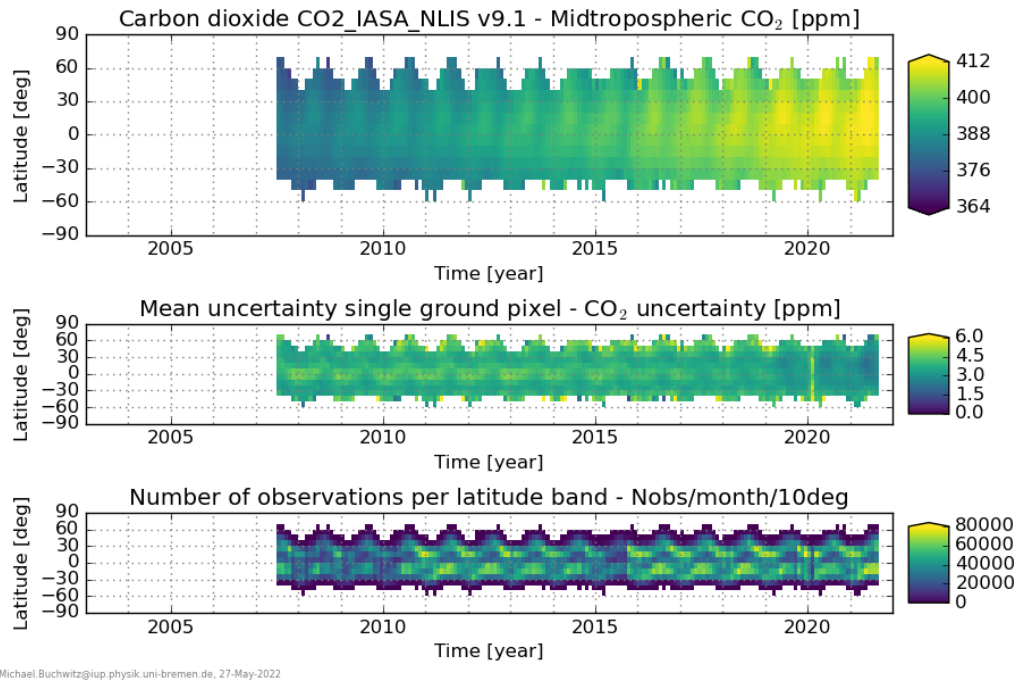 Carbon dioxide CO2_IASA_NLIS v9.1 - Midtropospheric CO₂ [ppm]
Latitude [deg]
90
60
30
0
−30
−60
−90
2005 2010 2015 2020
Time [year]
412
400
388
376
364
Mean uncertainty single ground pixel - CO₂ uncertainty [ppm]
Latitude [deg]
90
60
30
0
−30
−60
−90
2005 2010 2015 2020
Time [year]
6.0
4.5
3.0
1.5
0.0
Number of observations per latitude band - Nobs/month/10deg
Latitude [deg]
90
60
30
0
−30
−60
−90
2005 2010 2015 2020
Time [year]
80000
60000
40000
20000
0
Michael.Buchwitz@iup.physik.uni-bremen.de, 27-May-2022